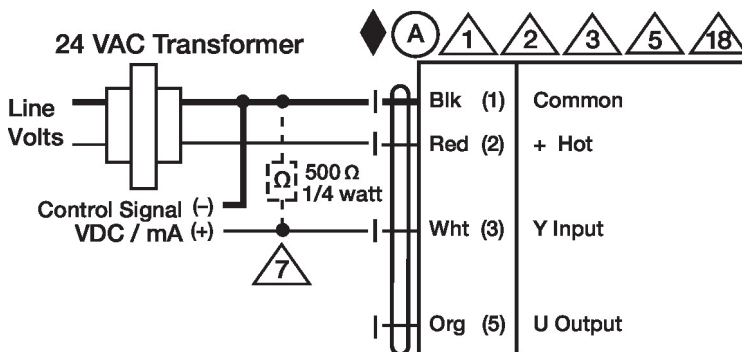 A 1 2 3 5 18
24 VAC Transformer
Line
Volts
Blk (1) Common
Red (2) + Hot
Ω 500 Ω
1/4 watt
Control Signal (–)
VDC / mA (+)
Wht (3) Y Input
7
Org (5) U Output